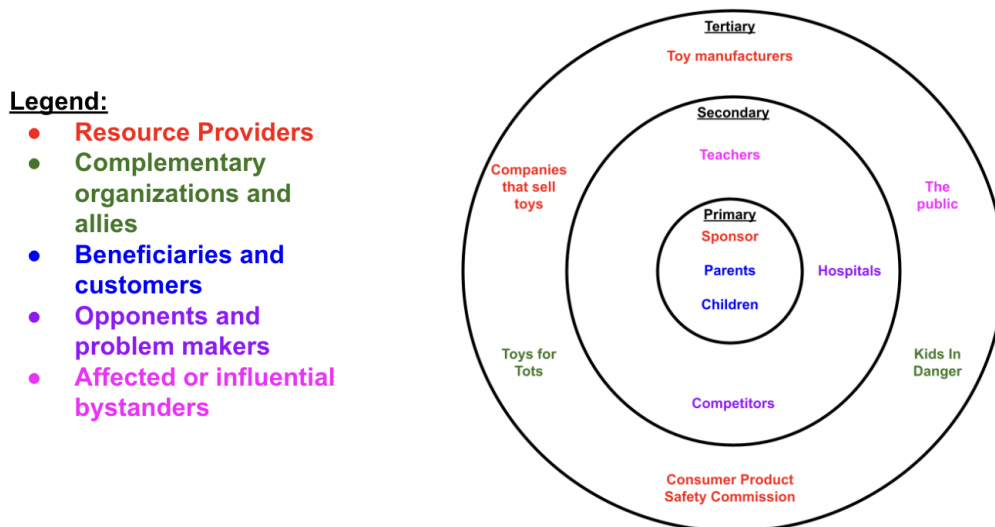 Legend:
● Resource Providers
● Complementary
organizations and
allies
● Beneficiaries and
customers
● Opponents and
problem makers
● Affected or influential
bystanders
Tertiary
Toy manufacturers
Companies
that sell
toys
The
public
Toys for
Tots
Kids In
Danger
Consumer Product
Safety Commission
Secondary
Teachers
Hospitals
Competitors
Primary
Sponsor
Parents
Children